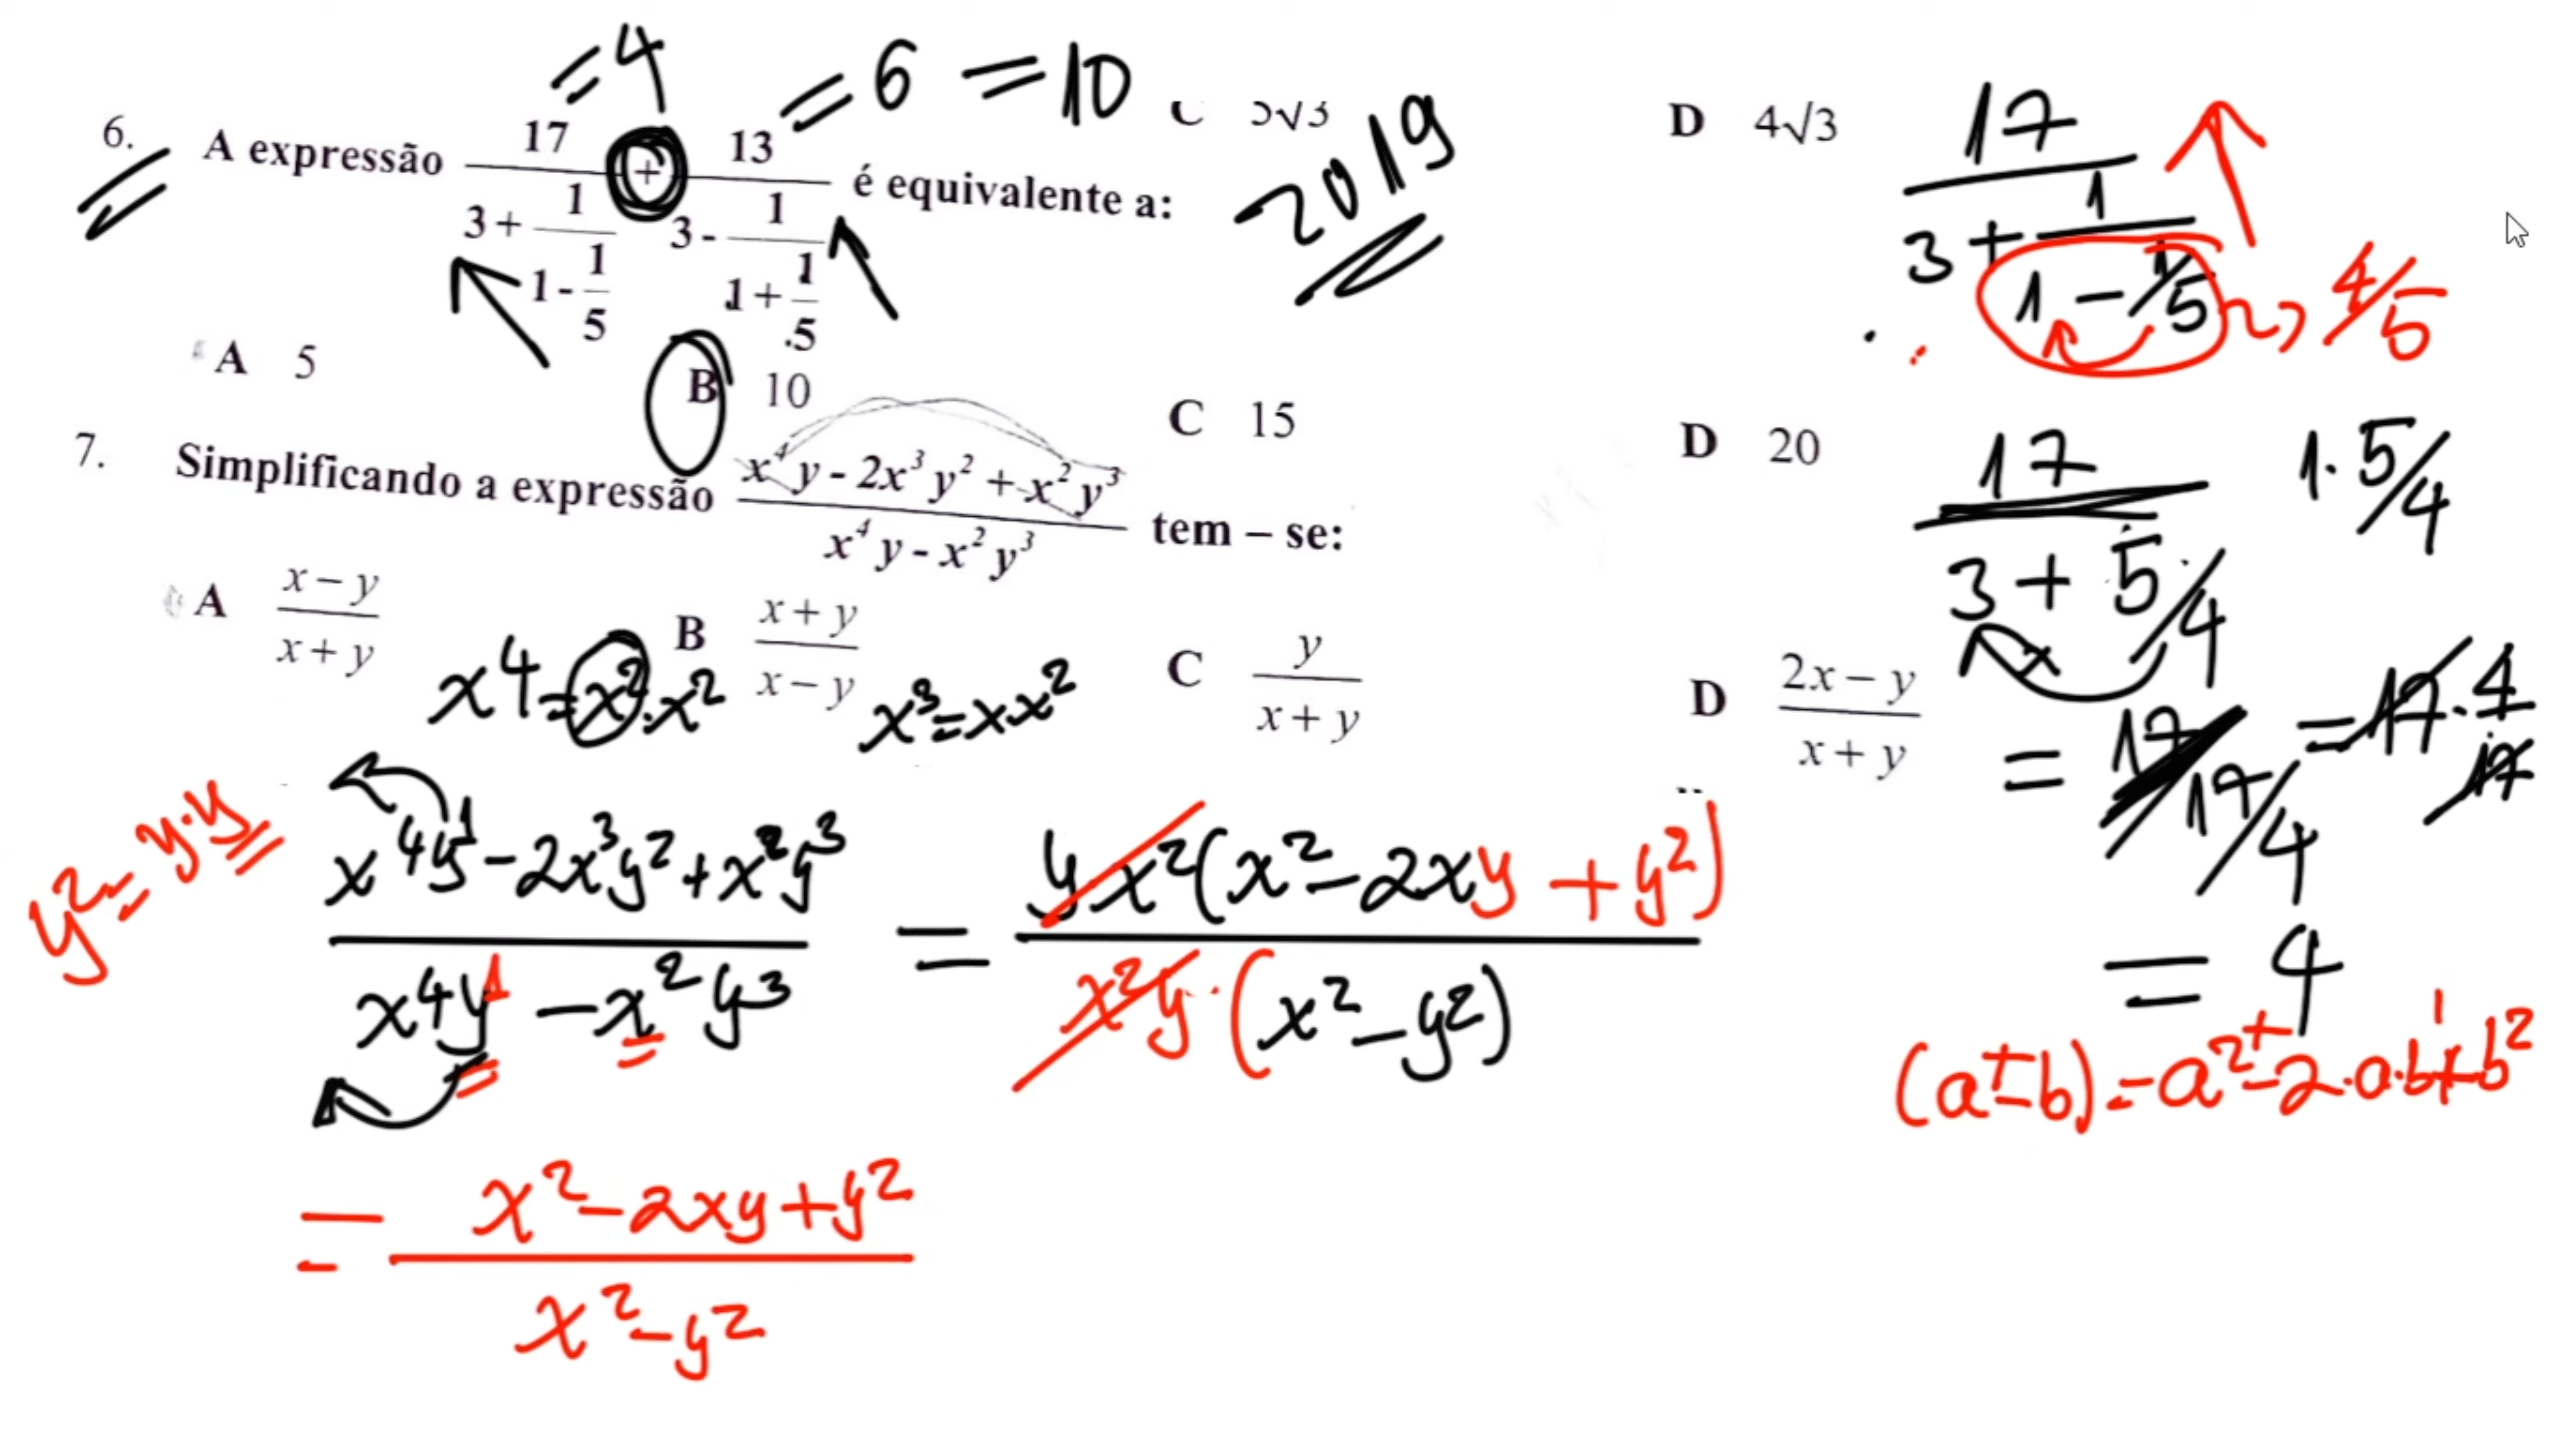 = 4
= 6 = 10
6. A expressão 17/(3 + 1/(1 - 1/5)) + 13/(3 - 1/(1 + 1/5)) é equivalente a:
C 5√3
D 4√3
2019
17/(3 + 1/(1 - 1/5)) 4/5
A 5
B 10
C 15
D 20
17/(3 + 5/4) 1·5/4
= 17/(17/4) = 17·4/17
= 4
7. Simplificando a expressão (x⁴y - 2x³y² + x²y³)/(x⁴y - x²y³) tem – se:
A (x – y)/(x + y)
B (x + y)/(x – y)
C y/(x + y)
D (2x – y)/(x + y)
x⁴ = x²·x²
x³ = x·x²
y² = y·y
(x⁴y¹ - 2x³y² + x²y³)/(x⁴y¹ - x²y³) = yx²(x² - 2xy + y²)/x²y·(x² - y²)
(a ± b) = a² ± 2·a·b + b²
= (x² - 2xy + y²)/(x² - y²)